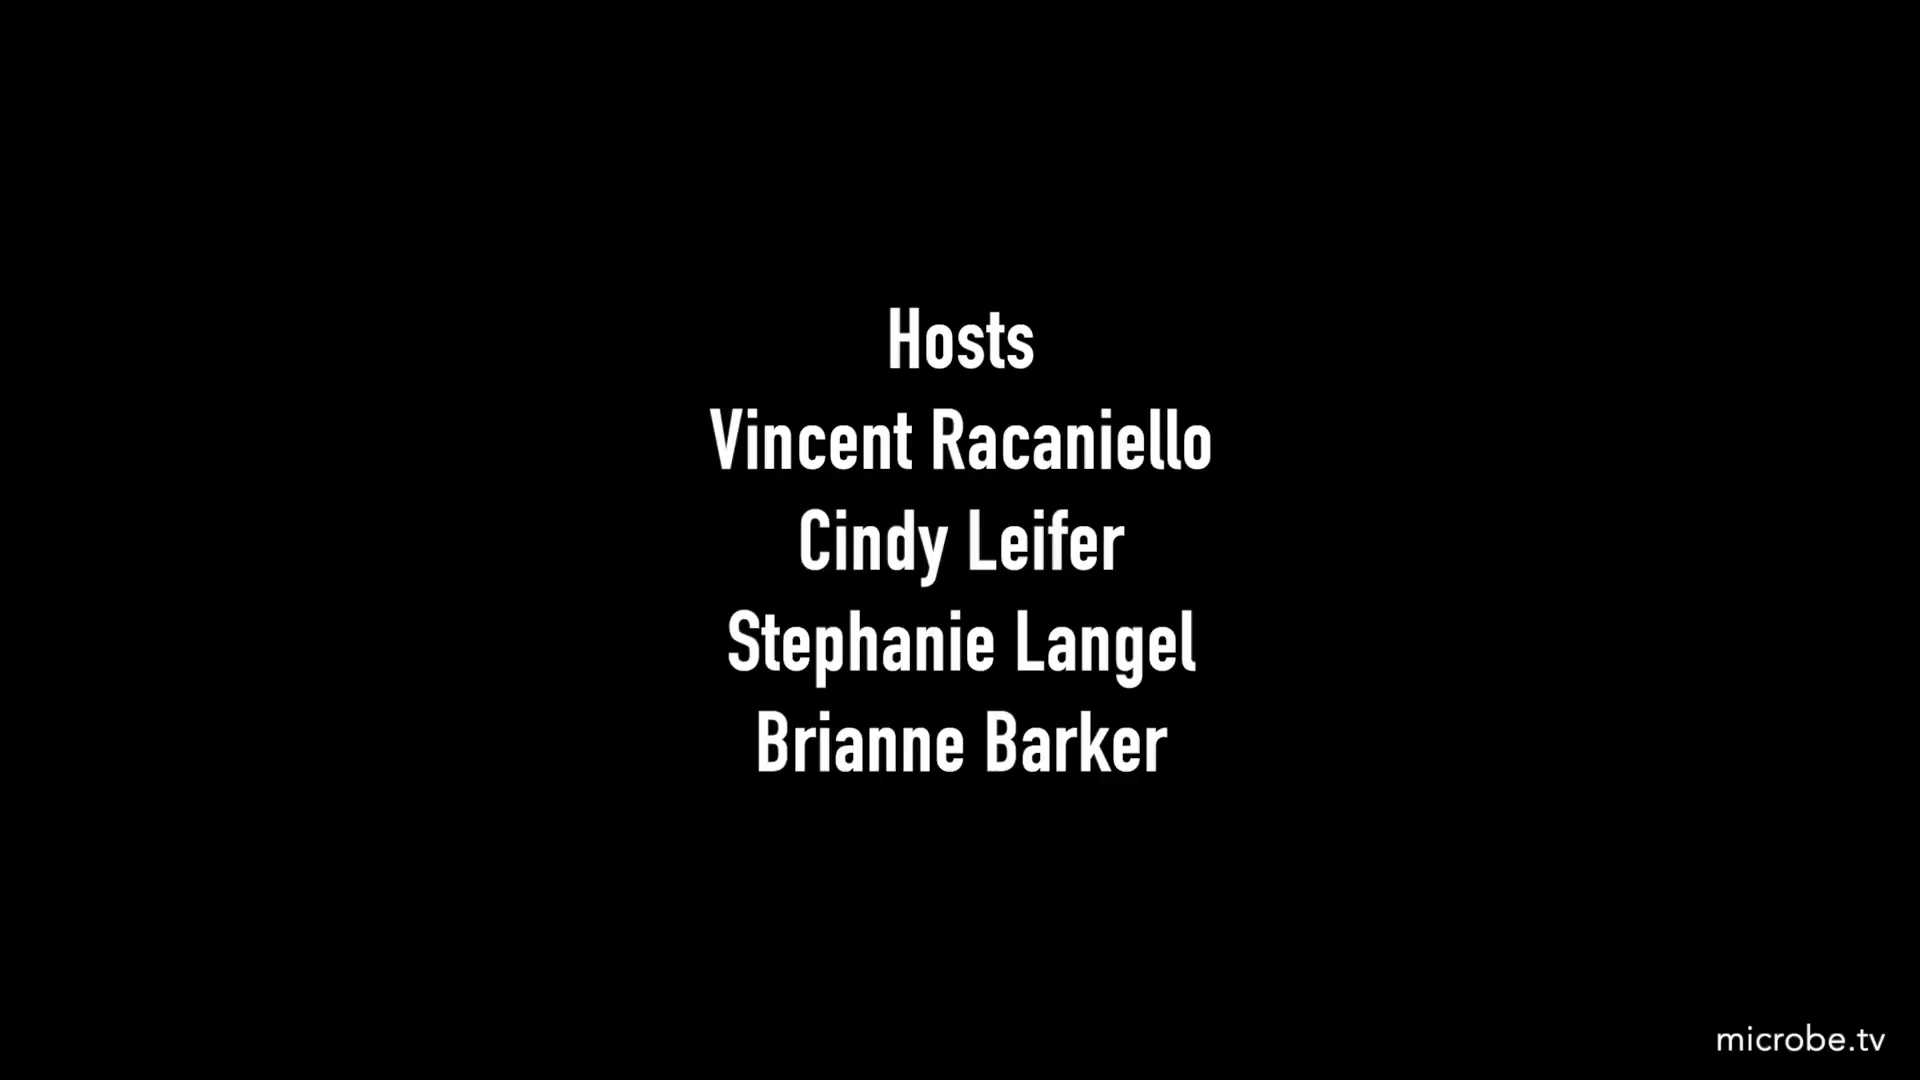 Hosts
Vincent Racaniello
Cindy Leifer
Stephanie Langel
Brianne Barker
microbe.tv